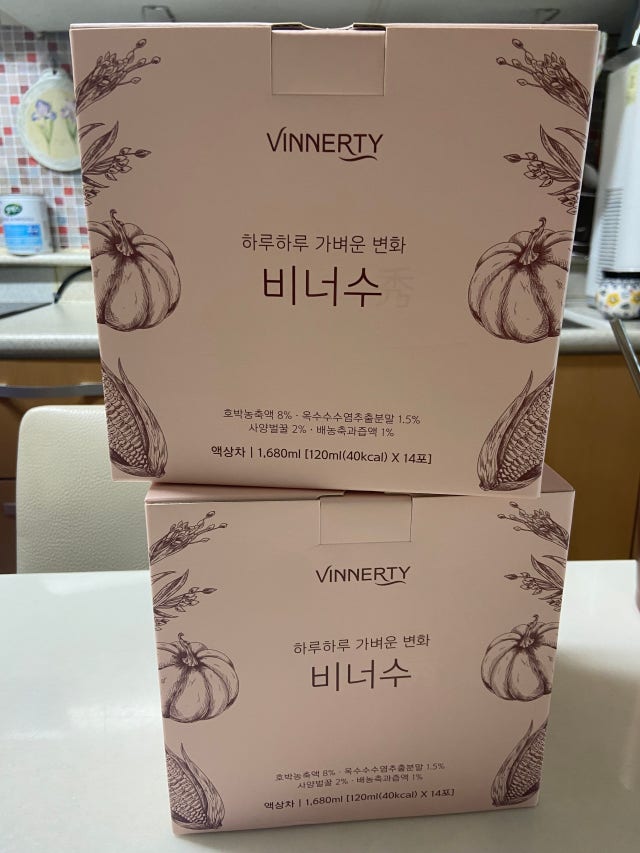 VINNERTY
하루하루 가벼운 변화
비너수秀
호박농축액 8% · 옥수수수염추출분말 1.5%
사양벌꿀 2% · 배농축과즙액 1%
액상차 | 1,680ml [120ml(40kcal) X 14포]
VINNERTY
하루하루 가벼운 변화
비너수
호박농축액 8% · 옥수수수염추출분말 1.5%
사양벌꿀 2% · 배농축과즙액 1%
액상차 | 1,680ml [120ml(40kcal) X 14포]